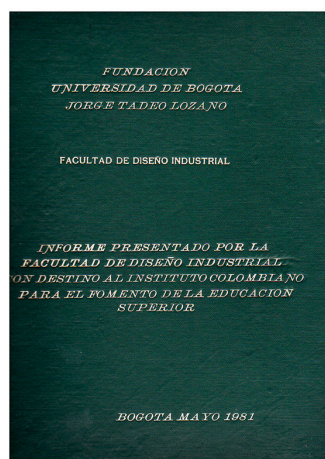 FUNDACION
UNIVERSIDAD DE BOGOTA
JORGE TADEO LOZANO
FACULTAD DE DISEÑO INDUSTRIAL
INFORME PRESENTADO POR LA
FACULTAD DE DISEÑO INDUSTRIAL
CON DESTINO AL INSTITUTO COLOMBIANO
PARA EL FOMENTO DE LA EDUCACION
SUPERIOR
BOGOTA MAYO 1981